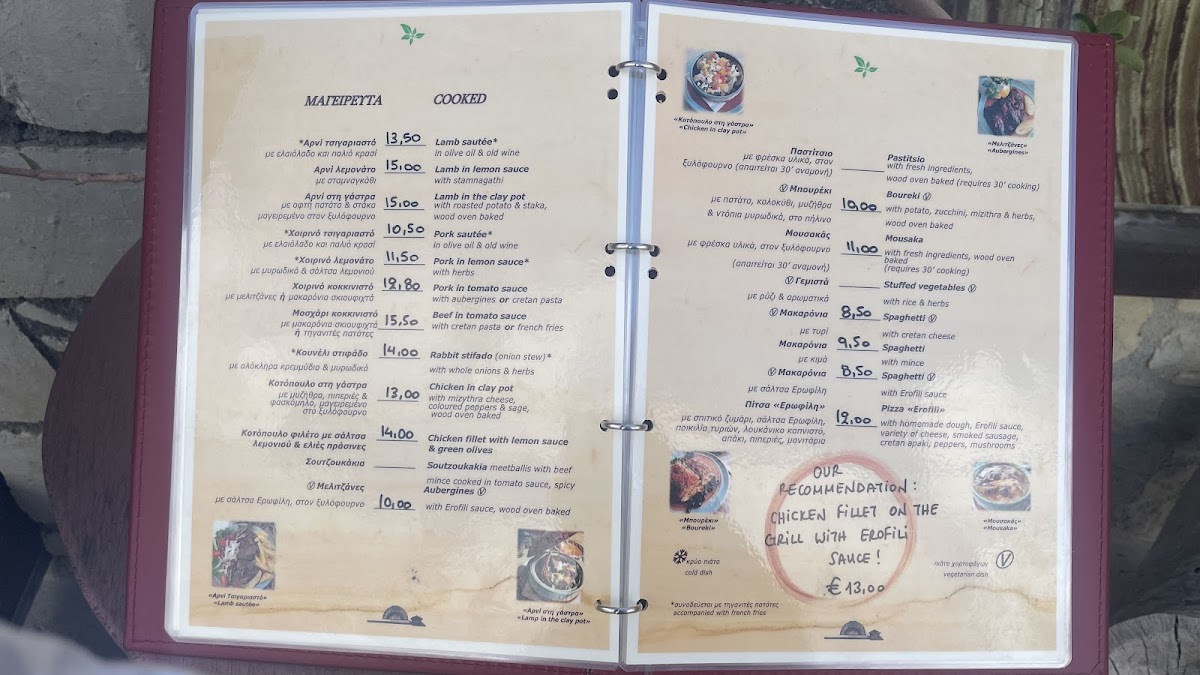 ΜΑΓΕΙΡΕΥΤΑ COOKED
*Αρνί τσιγαριαστό 13,50 Lamb sautée*
με ελαιόλαδο και παλιό κρασί in olive oil & old wine
Αρνί λεμονάτο 15,00 Lamb in lemon sauce
με σταμναγκάθι with stamnagathi
Αρνί στη γάστρα 15,00 Lamb in the clay pot
με οφτή πατάτα & στάκα with roasted potato & staka,
μαγειρεμένο στον ξυλόφουρνο wood oven baked
*Χοιρινό τσιγαριαστό 10,50 Pork sautée*
με ελαιόλαδο και παλιό κρασί in olive oil & old wine
*Χοιρινό λεμονάτο 11,50 Pork in lemon sauce*
με μυρωδικά & σάλτσα λεμονιού with herbs
Χοιρινό κοκκινιστό 12,80 Pork in tomato sauce
με μελιτζάνες ή μακαρόνια σκιουφιχτά with aubergines or cretan pasta
Μοσχάρι κοκκινιστό 15,50 Beef in tomato sauce
με μακαρόνια σκιουφιχτά with cretan pasta or french fries
ή τηγανιτές πατάτες
*Κουνέλι στιφάδο 14,00 Rabbit stifado (onion stew)*
με ολόκληρα κρεμμύδια & μυρωδικά with whole onions & herbs
Κοτόπουλο στη γάστρα 13,00 Chicken in clay pot
με μυζήθρα, πιπεριές & with mizythra cheese,
φασκόμηλο, μαγειρεμένο coloured peppers & sage,
στο ξυλόφουρνο wood oven baked
Κοτόπουλο φιλέτο με σάλτσα 14,00 Chicken fillet with lemon sauce
λεμονιού & ελιές πράσινες & green olives
Σουτζουκάκια Soutzoukakia meetballis with beef
mince cooked in tomato sauce, spicy
Ⓥ Μελιτζάνες Aubergines Ⓥ
με σάλτσα Ερωφίλη, στον ξυλόφουρνο 10,00 with Erofili sauce, wood oven baked
«Αρνί Τσιγαριαστό»
«Lamb sautée»
«Αρνί στη γάστρα»
«Lamp in the clay pot»
«Κοτόπουλο στη γάστρα»
«Chicken in clay pot»
«Μελιτζάνες»
«Aubergines»
Παστίτσιο Pastitsio
με φρέσκα υλικά, στον with fresh ingredients,
ξυλόφουρνο (απαιτείτοι 30’ αναμονή) wood oven baked (requires 30’ cooking)
Ⓥ Μπουρέκι Boureki Ⓥ
με πατάτα, κολοκύθι, μυζήθρα 10,00 with potato, zucchini, mizithra & herbs,
& ντόπια μυρωδικά, στο πήλινο wood oven baked
Μουσακάς Mousaka
με φρέσκα υλικά, στον ξυλόφουρνο 11,00 with fresh ingredients, wood oven
baked
(απαιτείτοι 30’ αναμονή) (requires 30’ cooking)
Ⓥ Γεμιστά Stuffed vegetables Ⓥ
με ρύζι & αρωματικά with rice & herbs
Ⓥ Μακαρόνια 8,50 Spaghetti Ⓥ
με τυρί with cretan cheese
Μακαρόνια 9,50 Spaghetti
με κιμά with mince
Ⓥ Μακαρόνια 8,50 Spaghetti Ⓥ
με σάλτσα Ερωφίλη with Erofili sauce
Πίτσα «Ερωφίλη» 12,00 Pizza «Erofili»
με σπιτικό ζυμάρι, σάλτσα Ερωφίλη, with homemade dough, Erofili sauce,
ποικιλία τυριών, λουκάνικο καπνιστό, variety of cheese, smoked sausage,
απάκι, πιπεριές, μανιτάρια cretan apaki, peppers, mushrooms
«Μπουρέκι»
«Boureki»
OUR
RECOMMENDATION:
CHICKEN FILLET ON THE
GRILL WITH EROFILI
SAUCE!
€13,00
«Μουσακάς»
«Mousaka»
κρύο πιάτο
cold dish
πιάτο χορτοφάγων Ⓥ
vegetarian dish
*συνοδεύεται με τηγανιτές πατάτες
accompanied with french fries